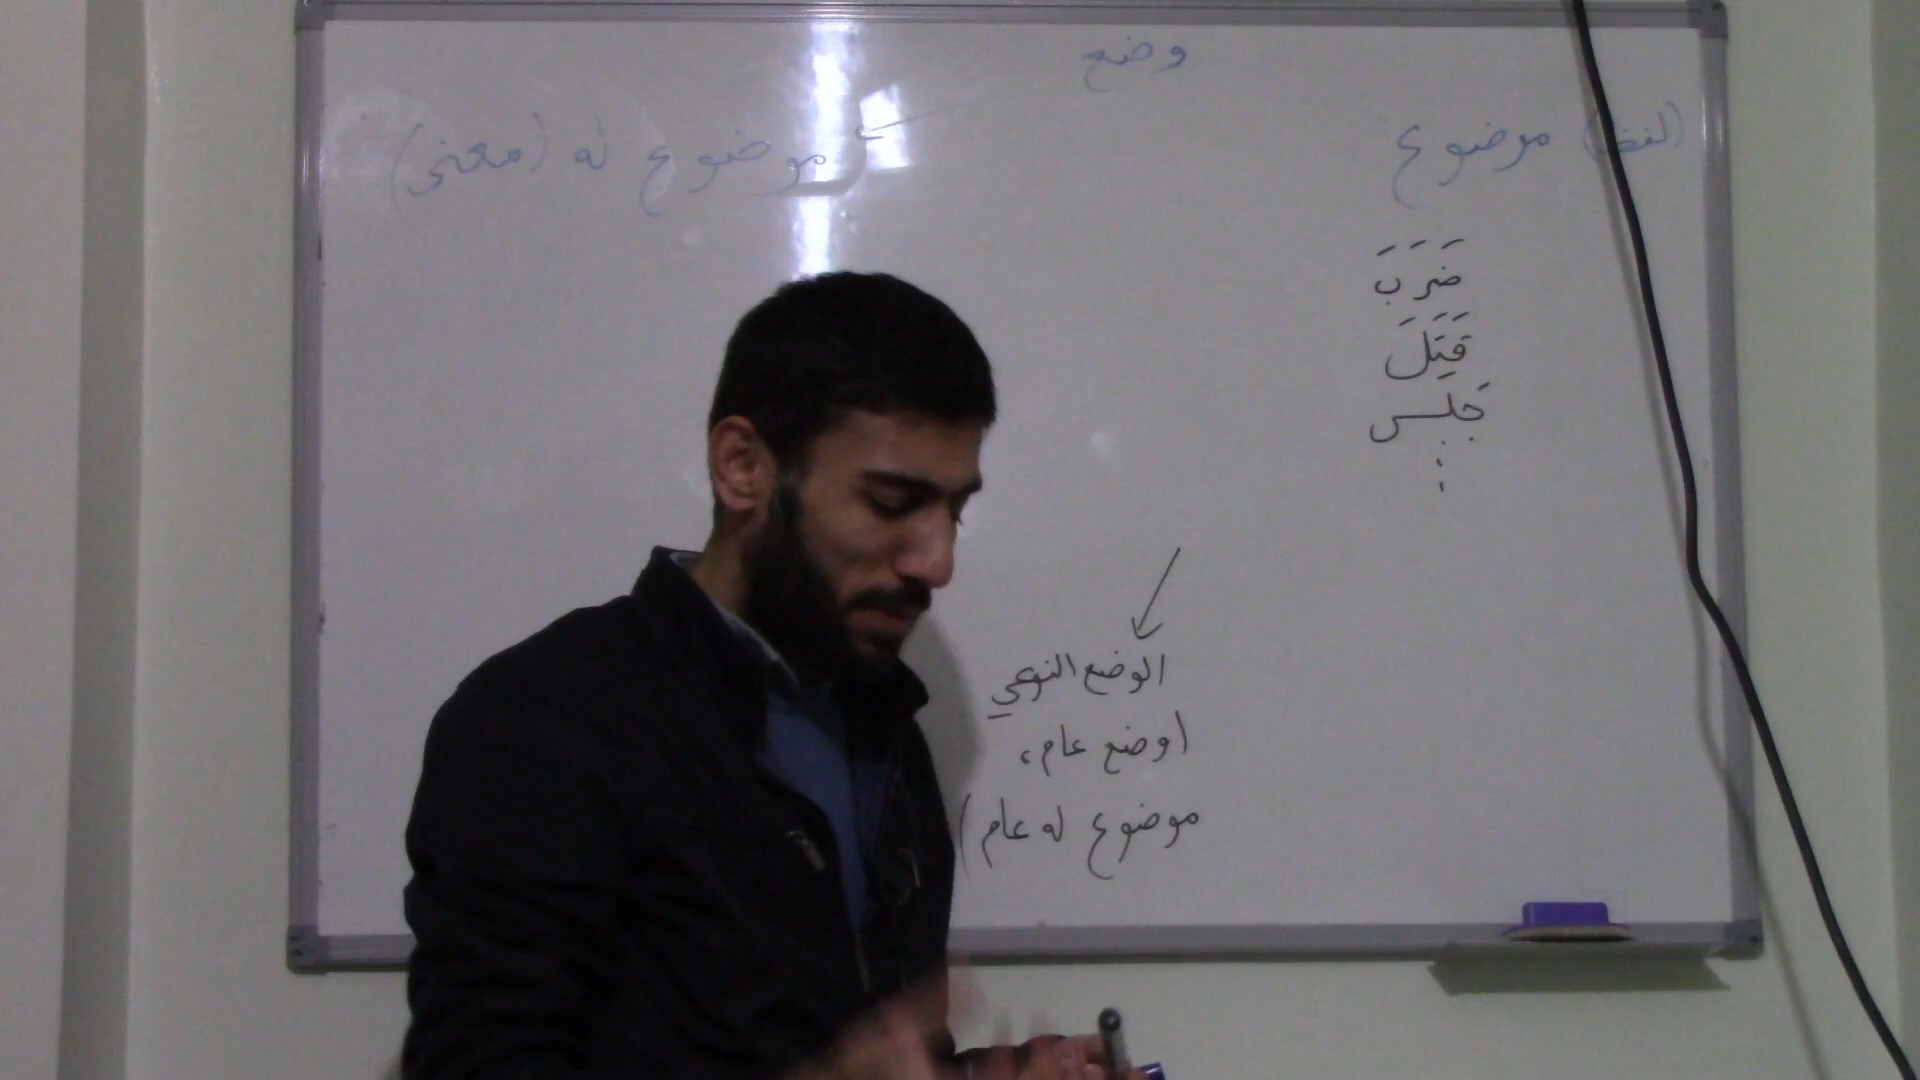 وضع
(لفظ) موضوع
موضوع له (معنى)
ضَرَبَ
قَتَلَ
جَلَس
الوضع النوعي
(وضع عام،
موضوع له عام)